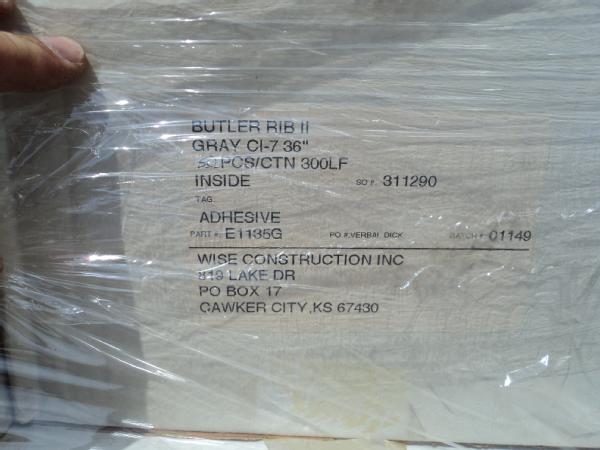 BUTLER RIB II
GRAY CI-7 36"
PCS/CTN 300LF
INSIDE SO #. 311290
TAG:
ADHESIVE
PART #: E1135G PO #.VERBAL DICK BATCH #: 01149
WISE CONSTRUCTION INC
819 LAKE DR
PO BOX 17
CAWKER CITY,KS 67430